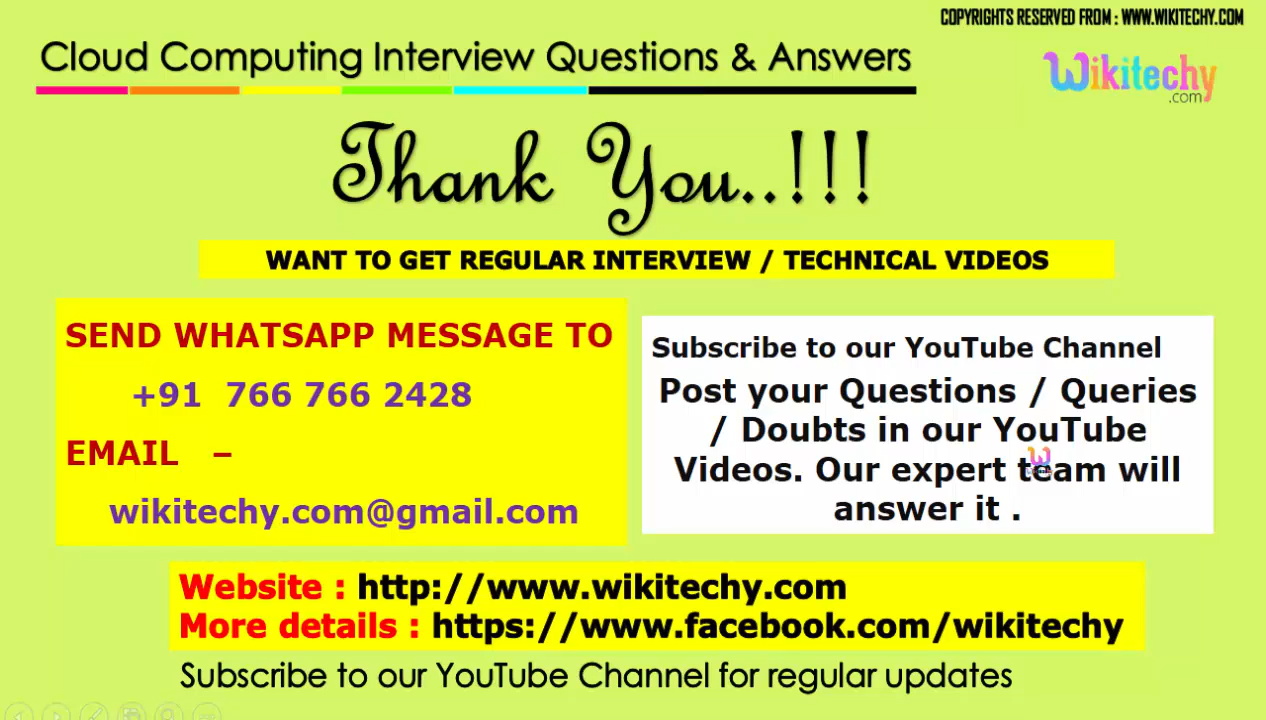 COPYRIGHTS RESERVED FROM : WWW.WIKITECHY.COM
Cloud Computing Interview Questions & Answers
Wikitechy
.com
Thank You..!!!
WANT TO GET REGULAR INTERVIEW / TECHNICAL VIDEOS
SEND WHATSAPP MESSAGE TO
+91 766 766 2428
EMAIL –
wikitechy.com@gmail.com
Subscribe to our YouTube Channel
Post your Questions / Queries
/ Doubts in our YouTube
Videos. Our expert team will
answer it .
Website : http://www.wikitechy.com
More details : https://www.facebook.com/wikitechy
Subscribe to our YouTube Channel for regular updates